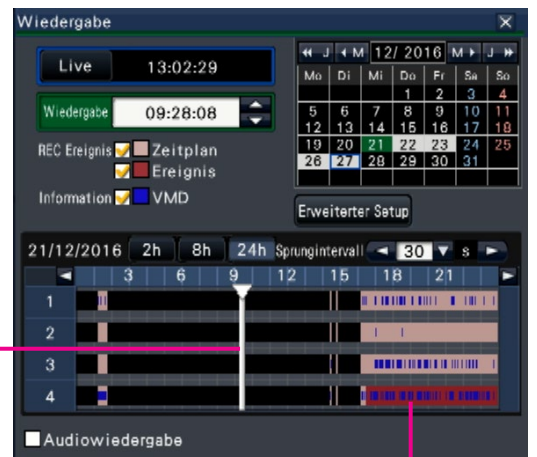 Wiedergabe
Live 13:02:29
J M 12/ 2016 M J
Mo Di Mi Do Fr Sa So
1 2 3 4
5 6 7 8 9 10 11
12 13 14 15 16 17 18
19 20 21 22 23 24 25
26 27 28 29 30 31
Wiedergabe 09:28:08
REC Ereignis Zeitplan
Ereignis
Information VMD
Erweiterter Setup
21/12/2016 2h 8h 24h Sprungintervall 30 s
3 6 9 12 15 18 21
1
2
3
4
Audiowiedergabe